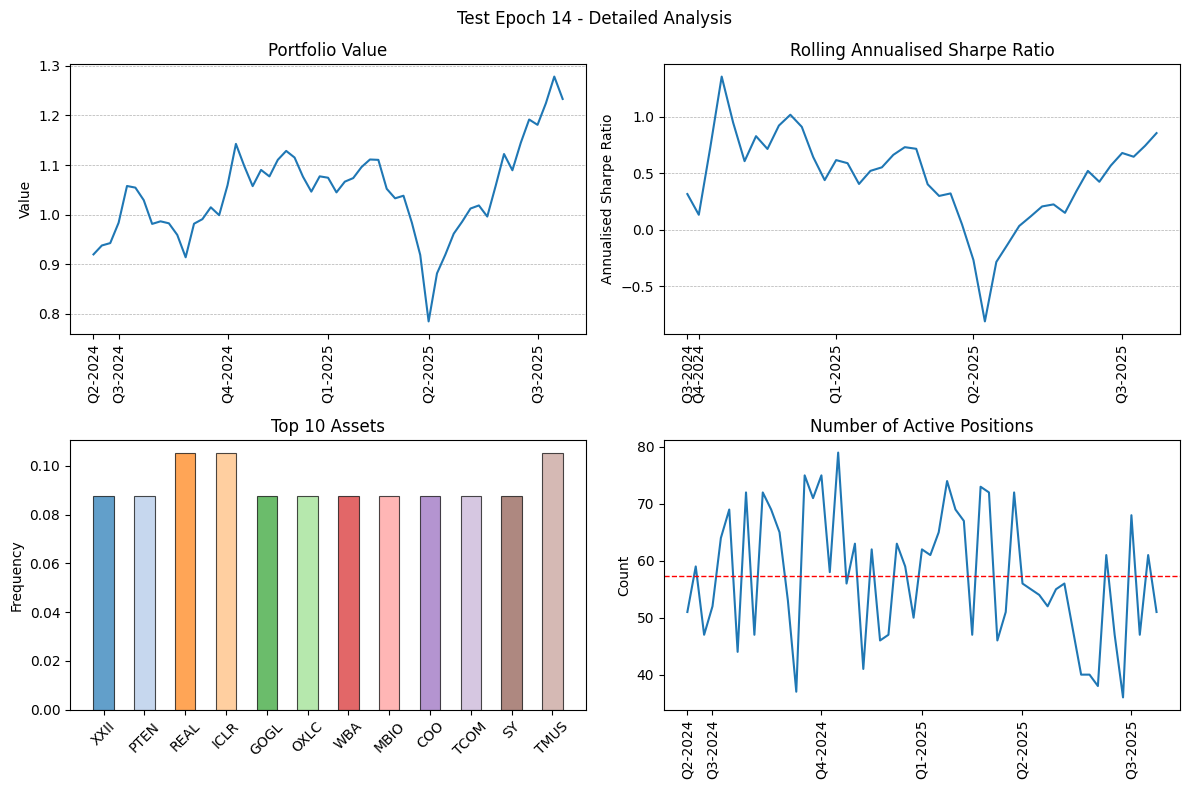 Test Epoch 14 - Detailed Analysis
Portfolio Value
Value
1.3
1.2
1.1
1.0
0.9
0.8
Q2-2024
Q3-2024
Q4-2024
Q1-2025
Q2-2025
Q3-2025
Rolling Annualised Sharpe Ratio
Annualised Sharpe Ratio
1.0
0.5
0.0
−0.5
Q3-2024
Q4-2024
Q1-2025
Q2-2025
Q3-2025
Top 10 Assets
Frequency
0.10
0.08
0.06
0.04
0.02
0.00
XXII
PTEN
REAL
ICLR
GOGL
OXLC
WBA
MBIO
COO
TCOM
SY
TMUS
Number of Active Positions
Count
80
70
60
50
40
Q2-2024
Q3-2024
Q4-2024
Q1-2025
Q2-2025
Q3-2025